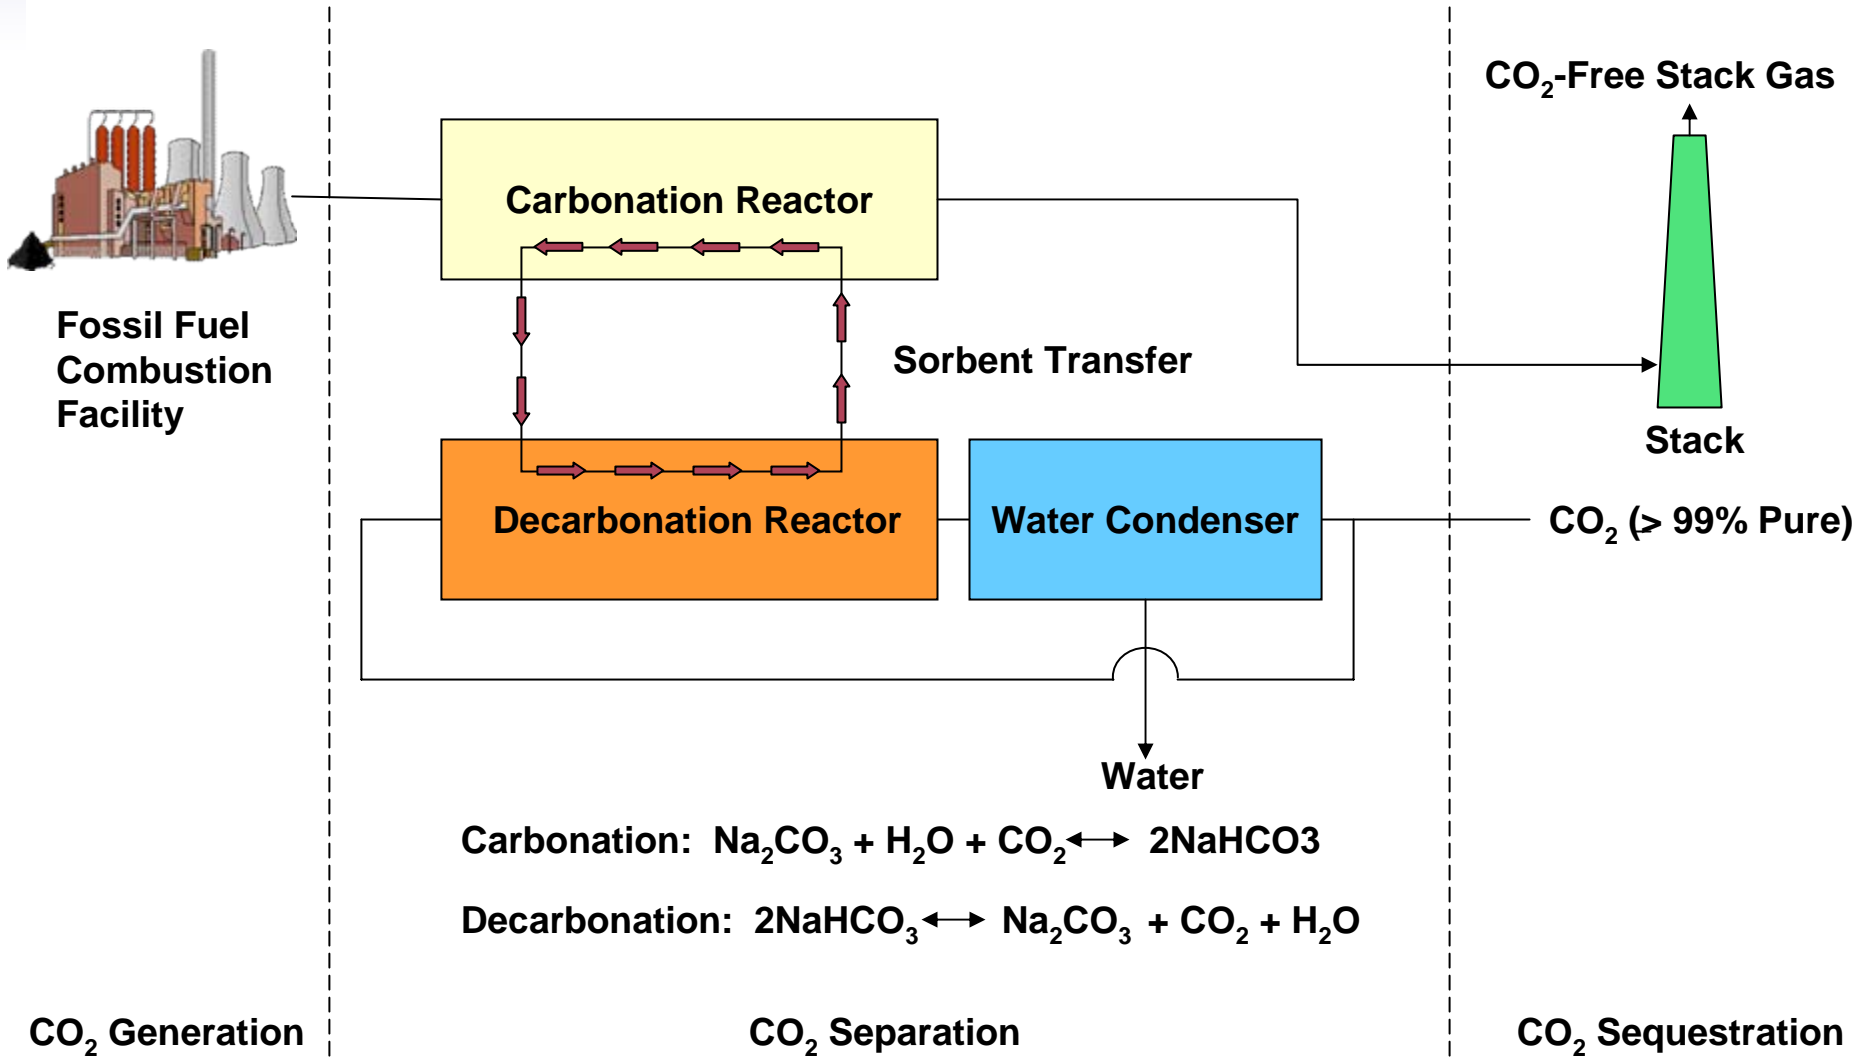 CO₂-Free Stack Gas
Carbonation Reactor
Fossil Fuel
Combustion
Facility
Sorbent Transfer
Stack
Decarbonation Reactor
Water Condenser
CO₂ (≥ 99% Pure)
Water
Carbonation: Na₂CO₃ + H₂O + CO₂ ↔ 2NaHCO3
Decarbonation: 2NaHCO₃ ↔ Na₂CO₃ + CO₂ + H₂O
CO₂ Generation
CO₂ Separation
CO₂ Sequestration